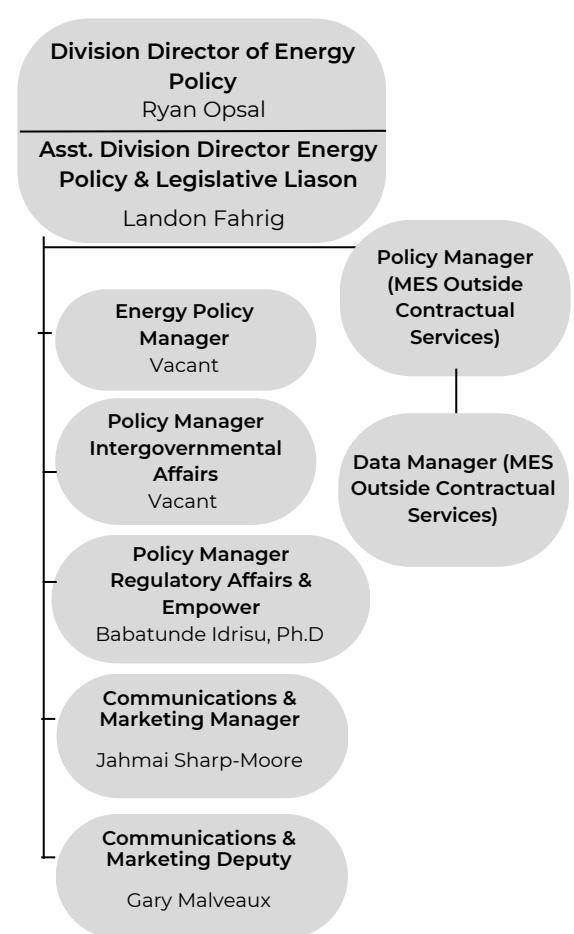 Division Director of Energy
Policy
Ryan Opsal
Asst. Division Director Energy
Policy & Legislative Liason
Landon Fahrig
Policy Manager
(MES Outside
Contractual
Services)
Energy Policy
Manager
Vacant
Policy Manager
Intergovernmental
Affairs
Vacant
Data Manager (MES
Outside Contractual
Services)
Policy Manager
Regulatory Affairs &
Empower
Babatunde Idrisu, Ph.D
Communications &
Marketing Manager
Jahmai Sharp-Moore
Communications &
Marketing Deputy
Gary Malveaux